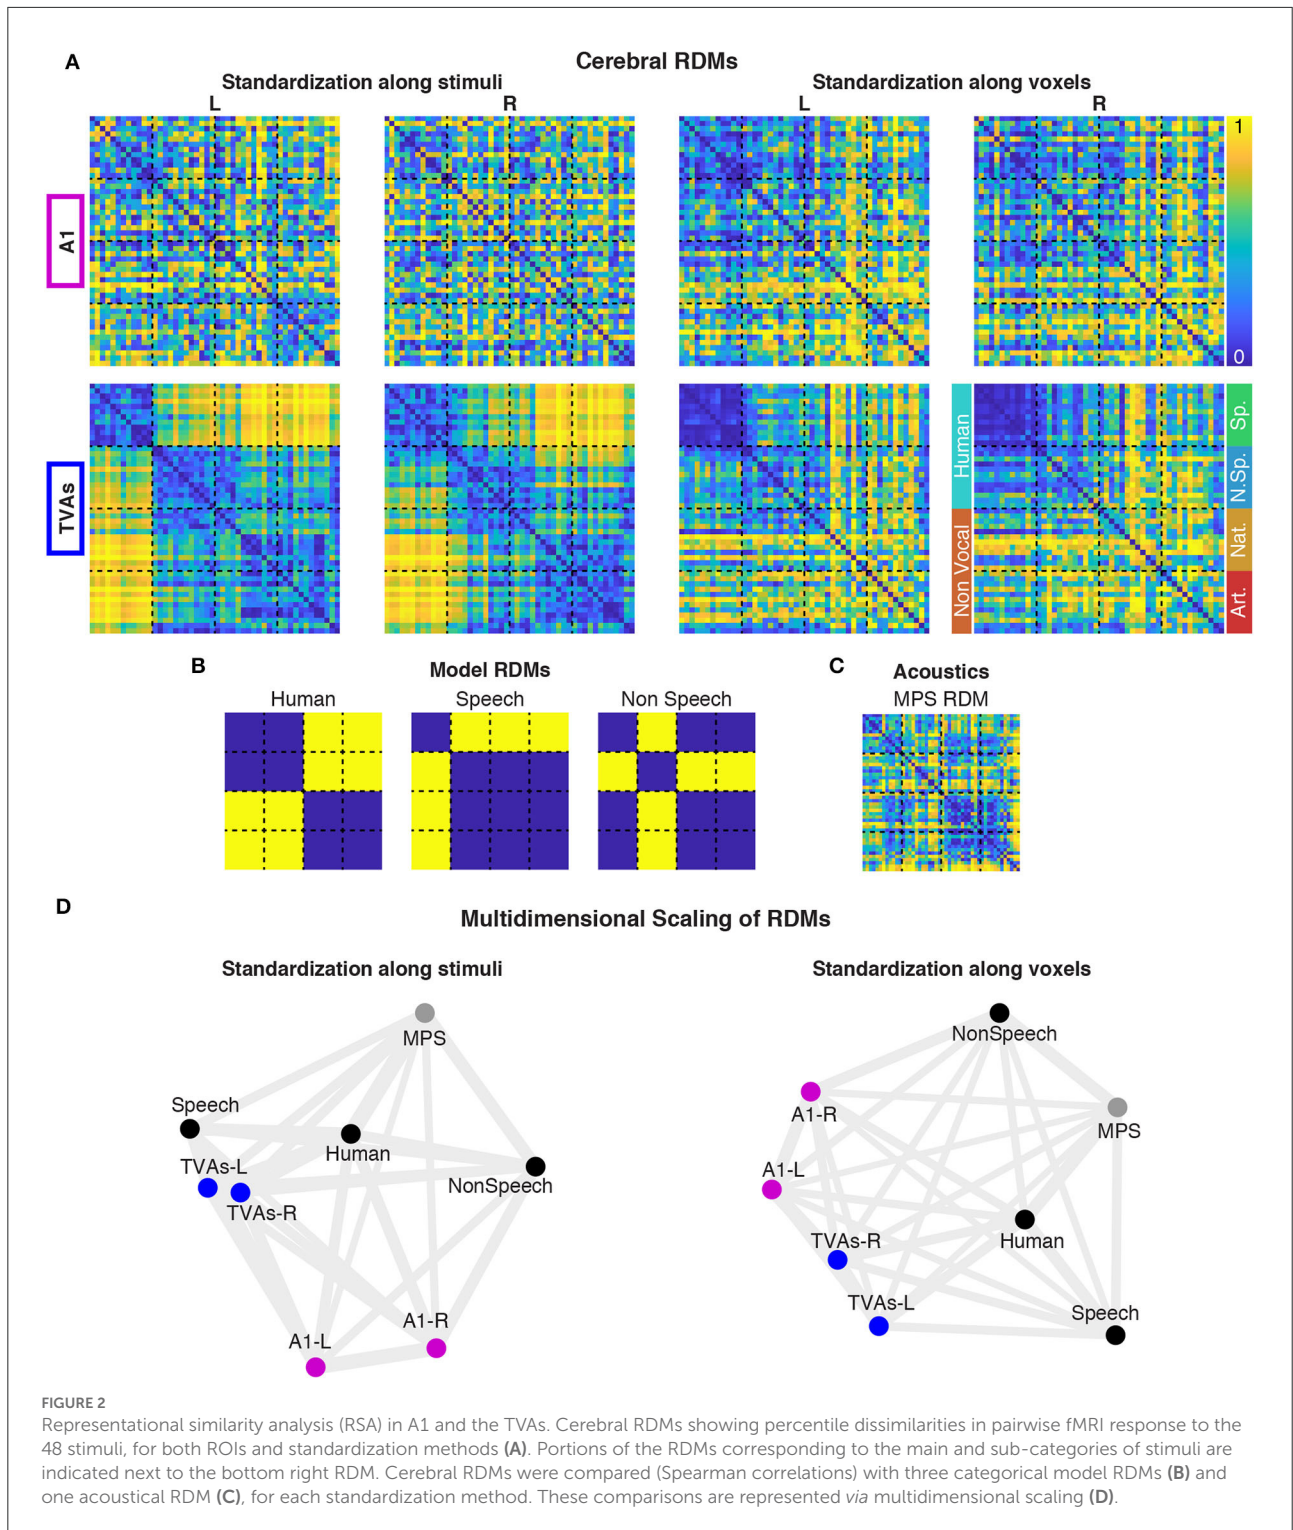 A
Cerebral RDMs
Standardization along stimuli
Standardization along voxels
L
R
L
R
A1
1
0
TVAs
Human
Non Vocal
Sp.
N.Sp.
Nat.
Art.
B
Model RDMs
C
Acoustics
Human
Speech
Non Speech
MPS RDM
D
Multidimensional Scaling of RDMs
Standardization along stimuli
Standardization along voxels
MPS
Speech
Human
TVAs-L
TVAs-R
NonSpeech
A1-R
A1-L
NonSpeech
A1-R
MPS
A1-L
TVAs-R
Human
TVAs-L
Speech
FIGURE 2
Representational similarity analysis (RSA) in A1 and the TVAs. Cerebral RDMs showing percentile dissimilarities in pairwise fMRI response to the
48 stimuli, for both ROIs and standardization methods (A). Portions of the RDMs corresponding to the main and sub-categories of stimuli are
indicated next to the bottom right RDM. Cerebral RDMs were compared (Spearman correlations) with three categorical model RDMs (B) and
one acoustical RDM (C), for each standardization method. These comparisons are represented via multidimensional scaling (D).